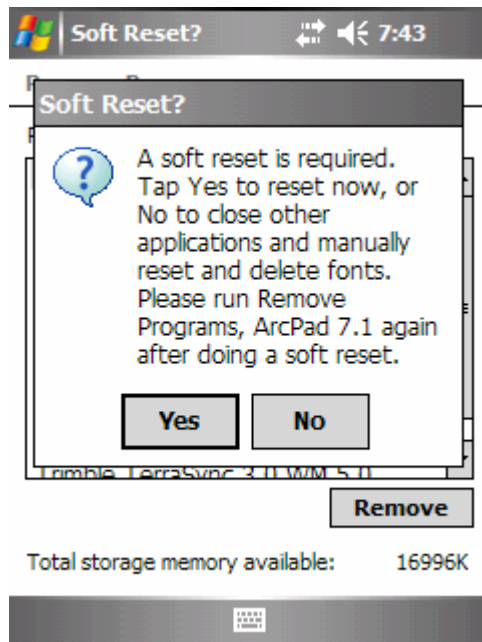 Soft Reset? 7:43
Soft Reset?
A soft reset is required.
Tap Yes to reset now, or
No to close other
applications and manually
reset and delete fonts.
Please run Remove
Programs, ArcPad 7.1 again
after doing a soft reset.
Yes No
Trimble TerraSync 3.0 WM 5.0
Remove
Total storage memory available: 16996K